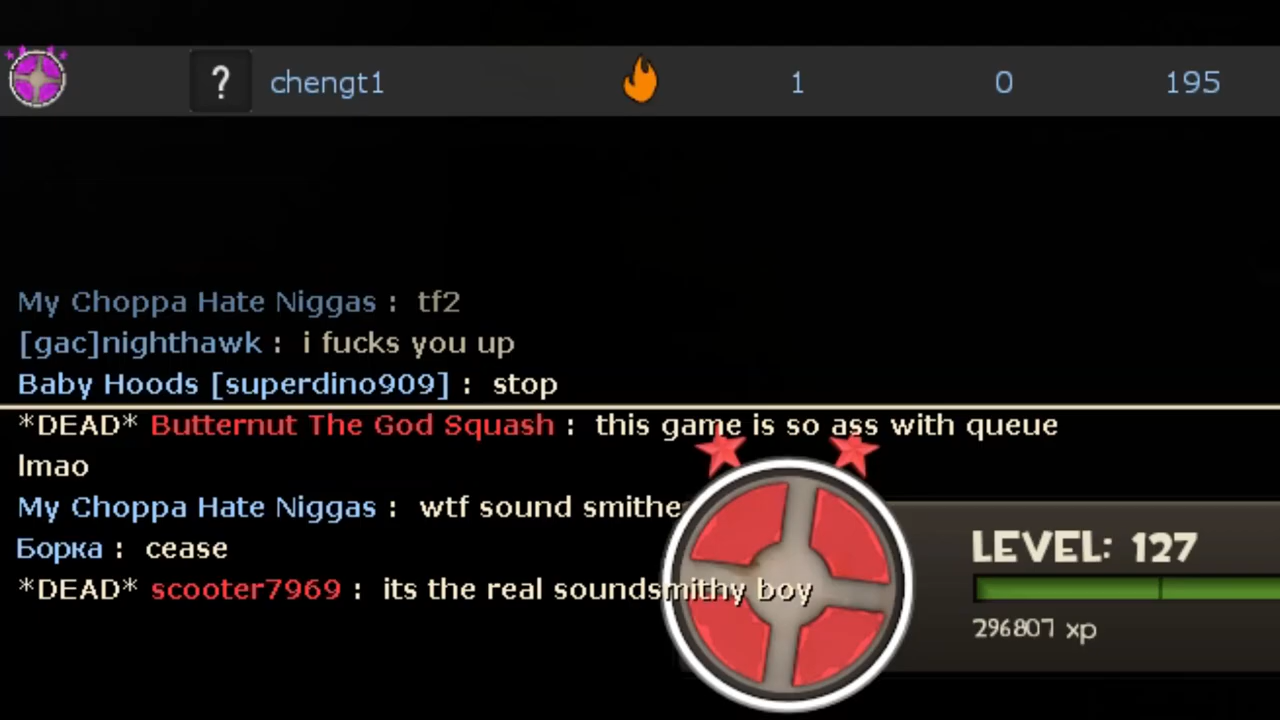 ? chengt1 1 0 195
My Choppa Hate Niggas : tf2
[gac]nighthawk : i fucks you up
Baby Hoods [superdino909] : stop
*DEAD* Butternut The God Squash : this game is so ass with queue
lmao
My Choppa Hate Niggas : wtf sound smithe
Борка : cease
*DEAD* scooter7969 : its the real soundsmithy boy
LEVEL: 127
296807 xp